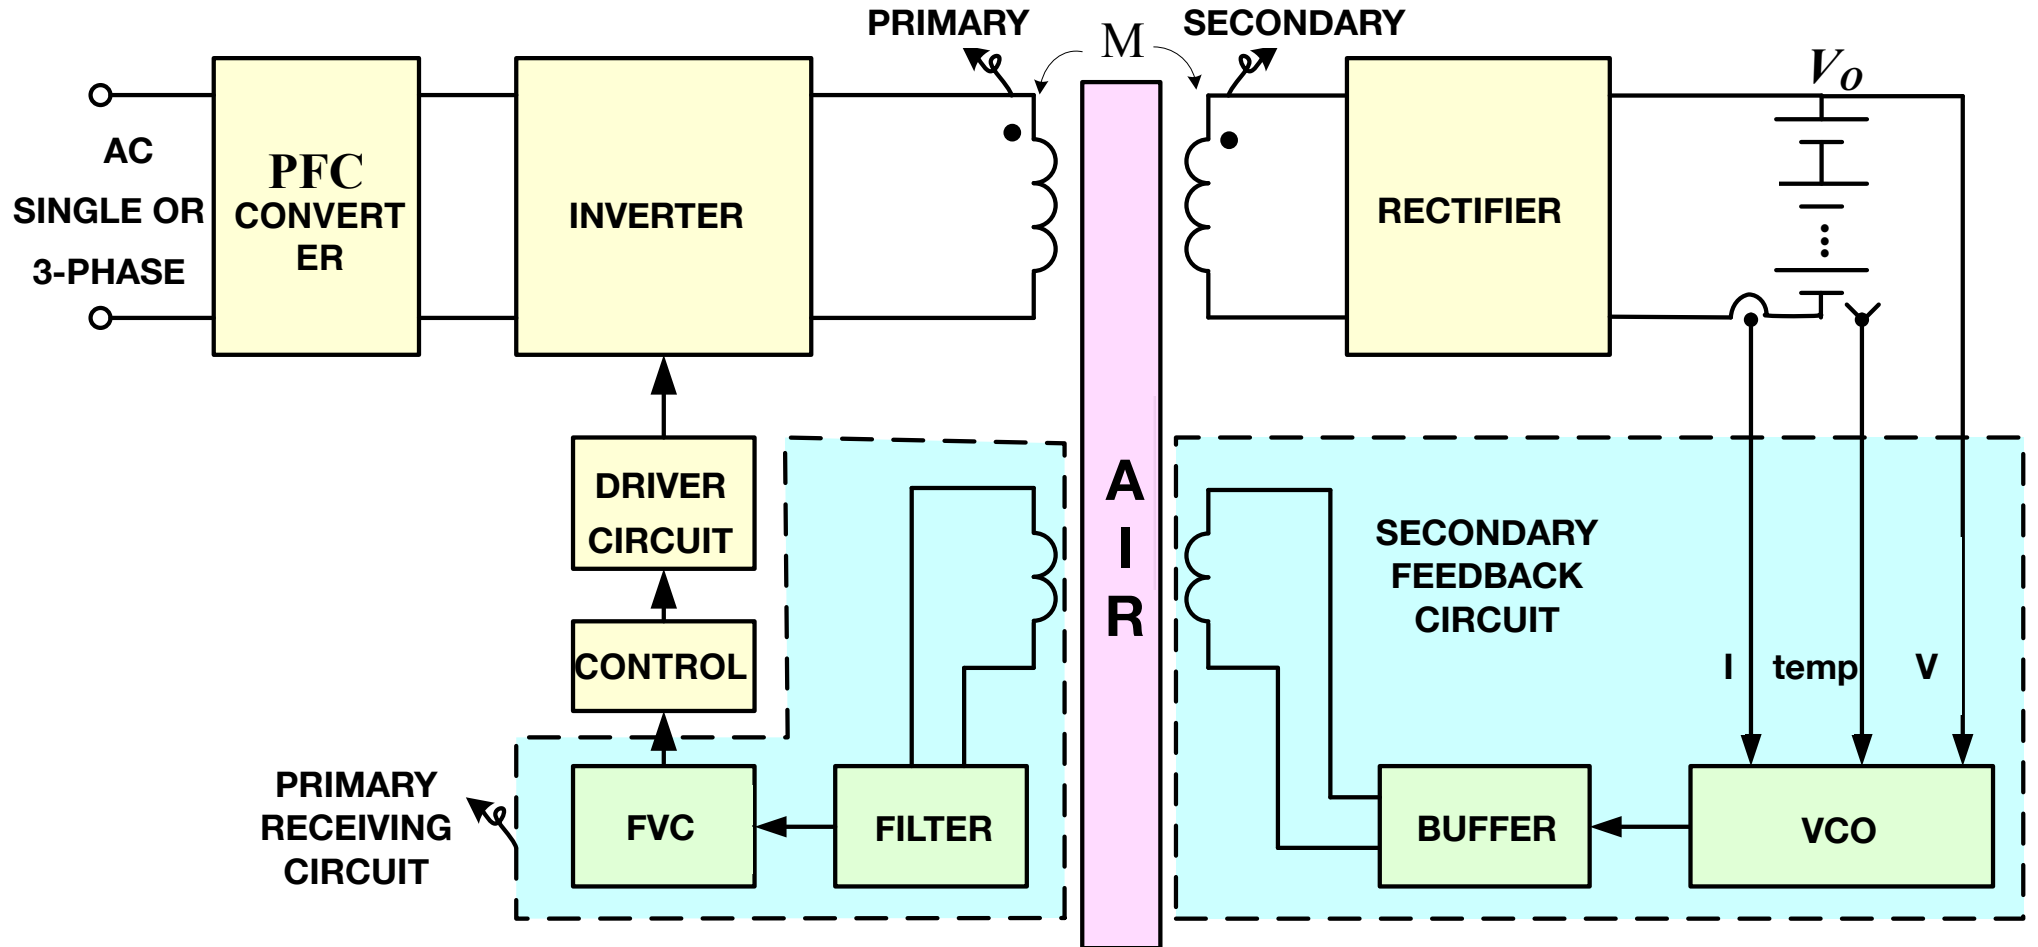 PRIMARY
M
SECONDARY
V_O
AC
SINGLE OR
3-PHASE
PFC
CONVERT
ER
INVERTER
RECTIFIER
DRIVER
CIRCUIT
CONTROL
A
I
R
SECONDARY
FEEDBACK
CIRCUIT
I
temp
V
PRIMARY
RECEIVING
CIRCUIT
FVC
FILTER
BUFFER
VCO